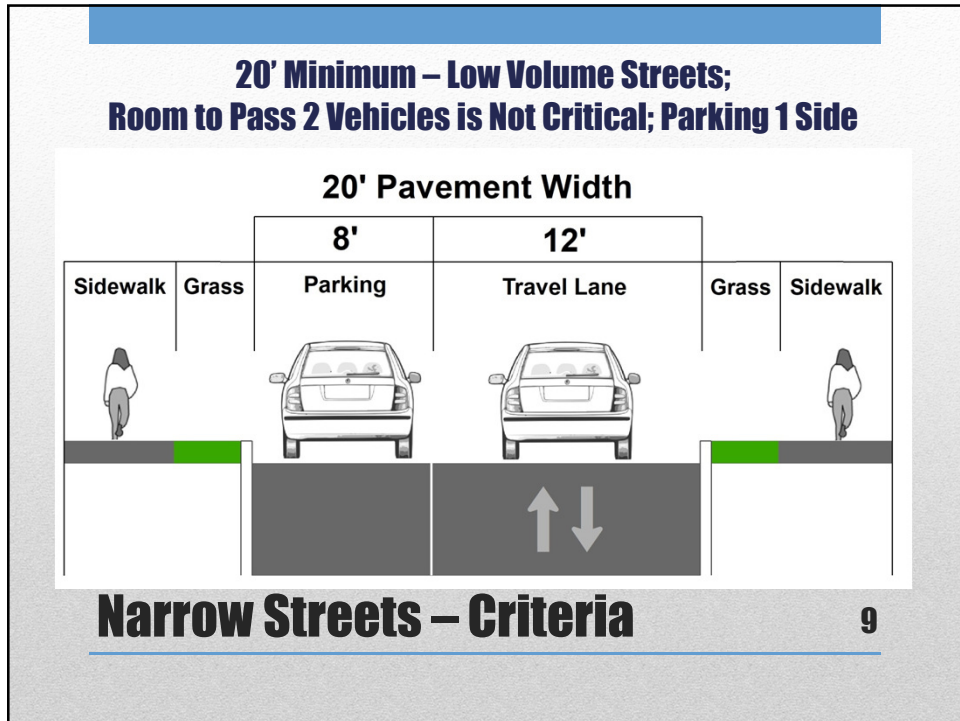 20’ Minimum – Low Volume Streets;
Room to Pass 2 Vehicles is Not Critical; Parking 1 Side
20' Pavement Width
8' 12'
Sidewalk Grass Parking Travel Lane Grass Sidewalk
Narrow Streets – Criteria 9